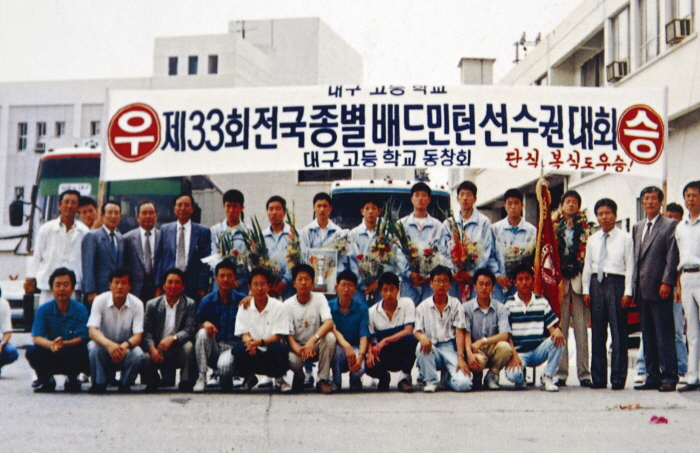 대구 고등 학교
우 제33회 전국종별 배드민턴 선수권 대회 승
대구 고등 학교 동창회
단식, 복식도 우승!